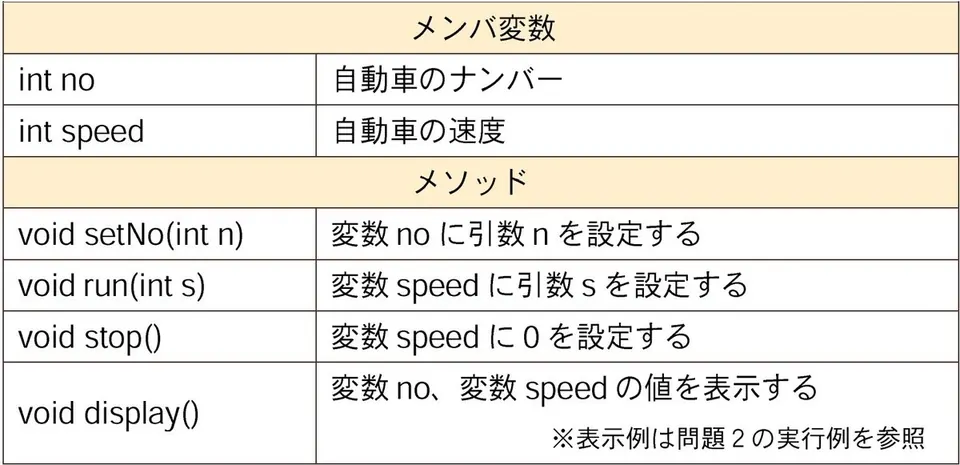 メンバ変数
int no 自動車のナンバー
int speed 自動車の速度
メソッド
void setNo(int n) 変数 no に引数 n を設定する
void run(int s) 変数 speed に引数 s を設定する
void stop() 変数 speed に 0 を設定する
void display() 変数 no、変数 speed の値を表示する
※表示例は問題 2 の実行例を参照